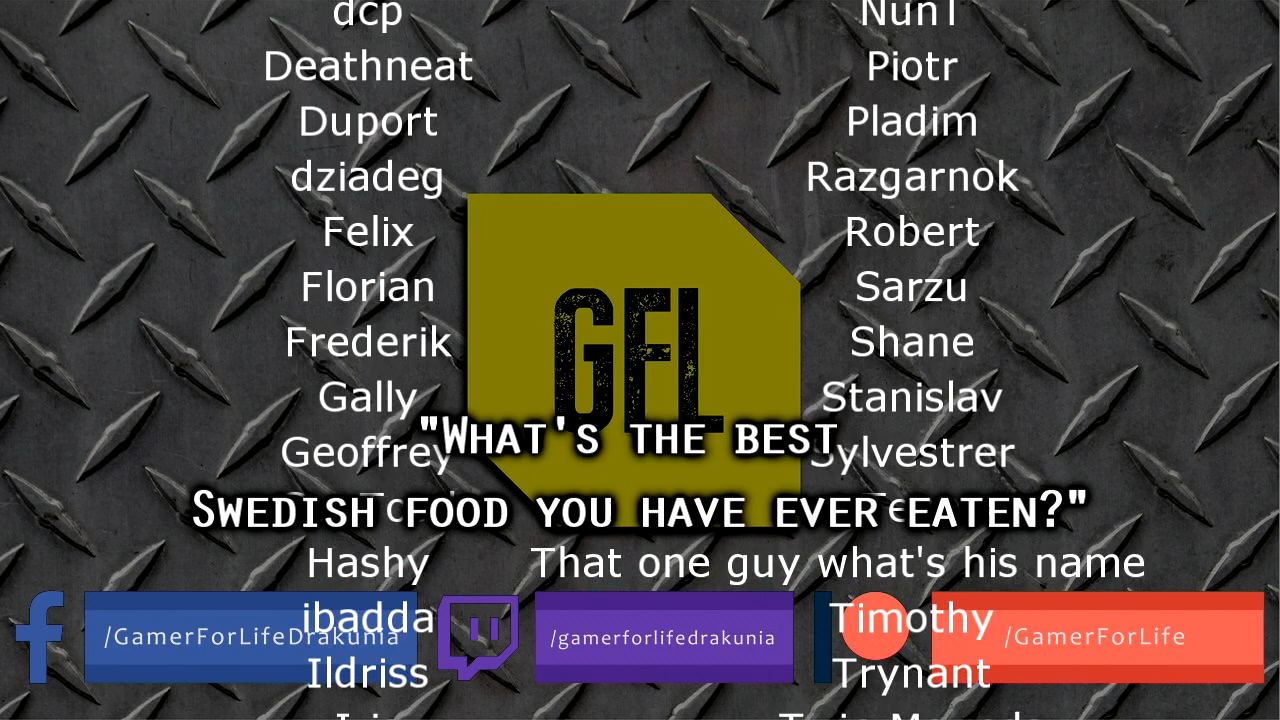 dcp
Deathneat
Duport
dziadeg
Felix
Florian
Frederik
Gally
Geoffrey
Hashy
ibadda
Ildriss
NunT
Piotr
Pladim
Razgarnok
Robert
Sarzu
Shane
Stanislav
Sylvestrer
That one guy what's his name
Timothy
Trynant
GFL
"What's the best
Swedish food you have ever eaten?"
/GamerForLifeDrakunia
/gamerforlifedrakunia
/GamerForLife